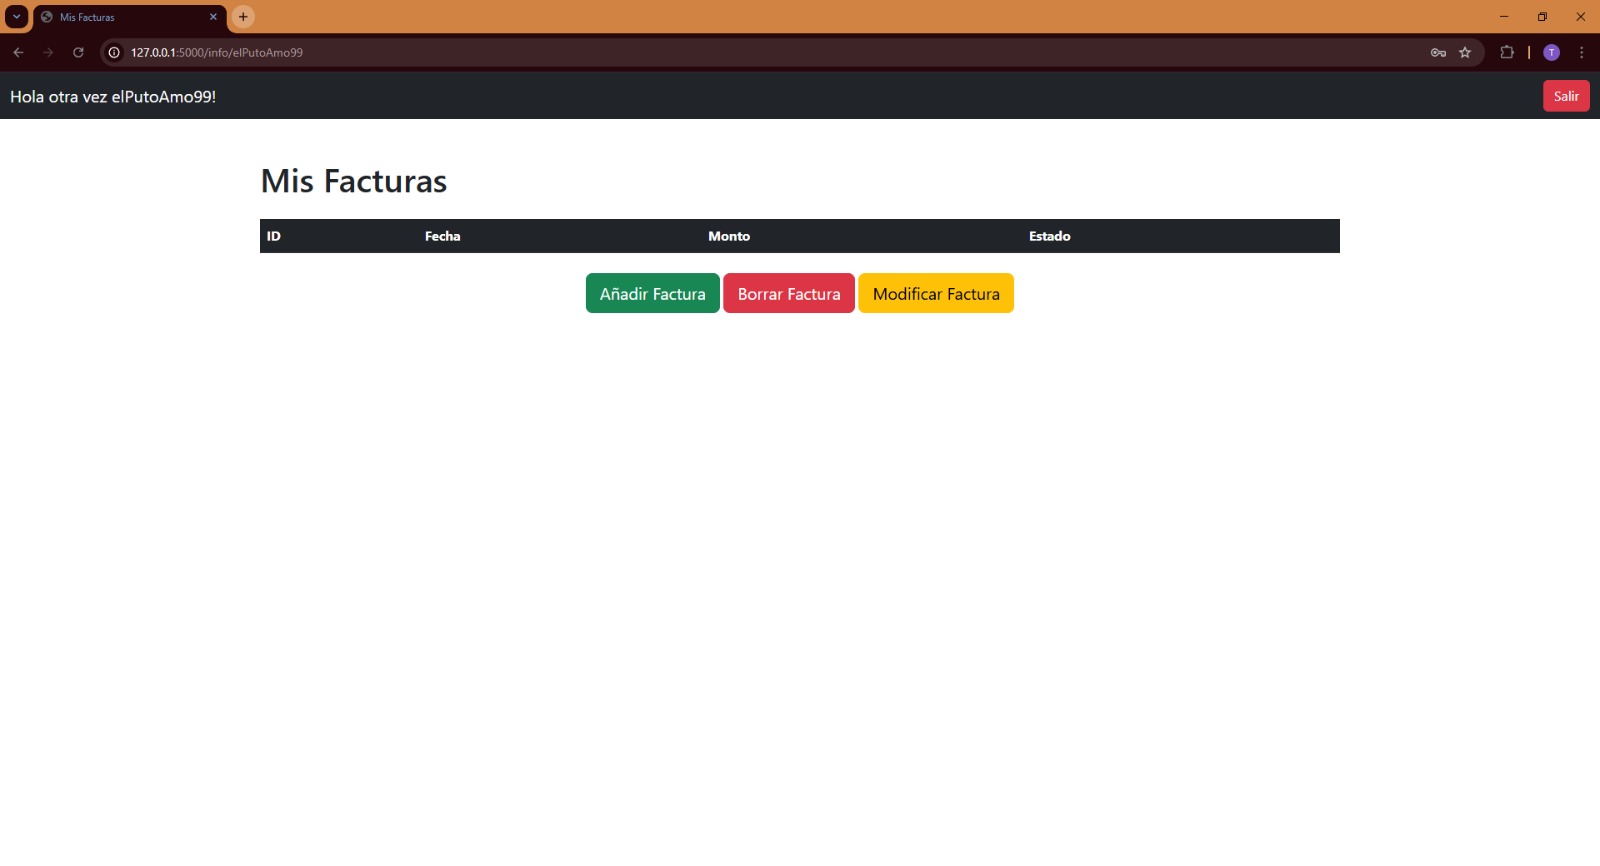 Mis Facturas
127.0.0.1:5000/info/elPutoAmo99
T
Hola otra vez elPutoAmo99!
Salir
Mis Facturas
ID Fecha Monto Estado
Añadir Factura Borrar Factura Modificar Factura